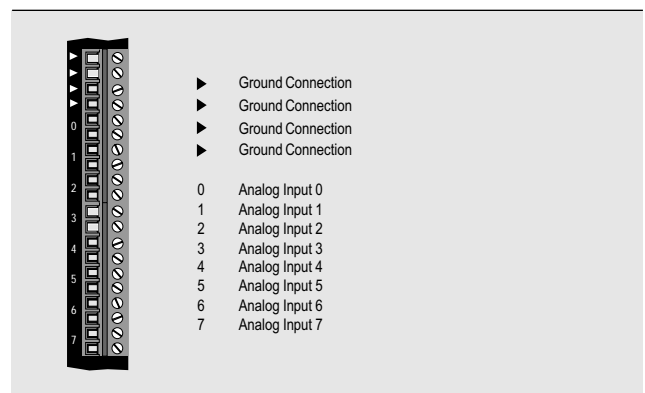 0
1
2
3
4
5
6
7
▶ Ground Connection
▶ Ground Connection
▶ Ground Connection
▶ Ground Connection
0 Analog Input 0
1 Analog Input 1
2 Analog Input 2
3 Analog Input 3
4 Analog Input 4
5 Analog Input 5
6 Analog Input 6
7 Analog Input 7